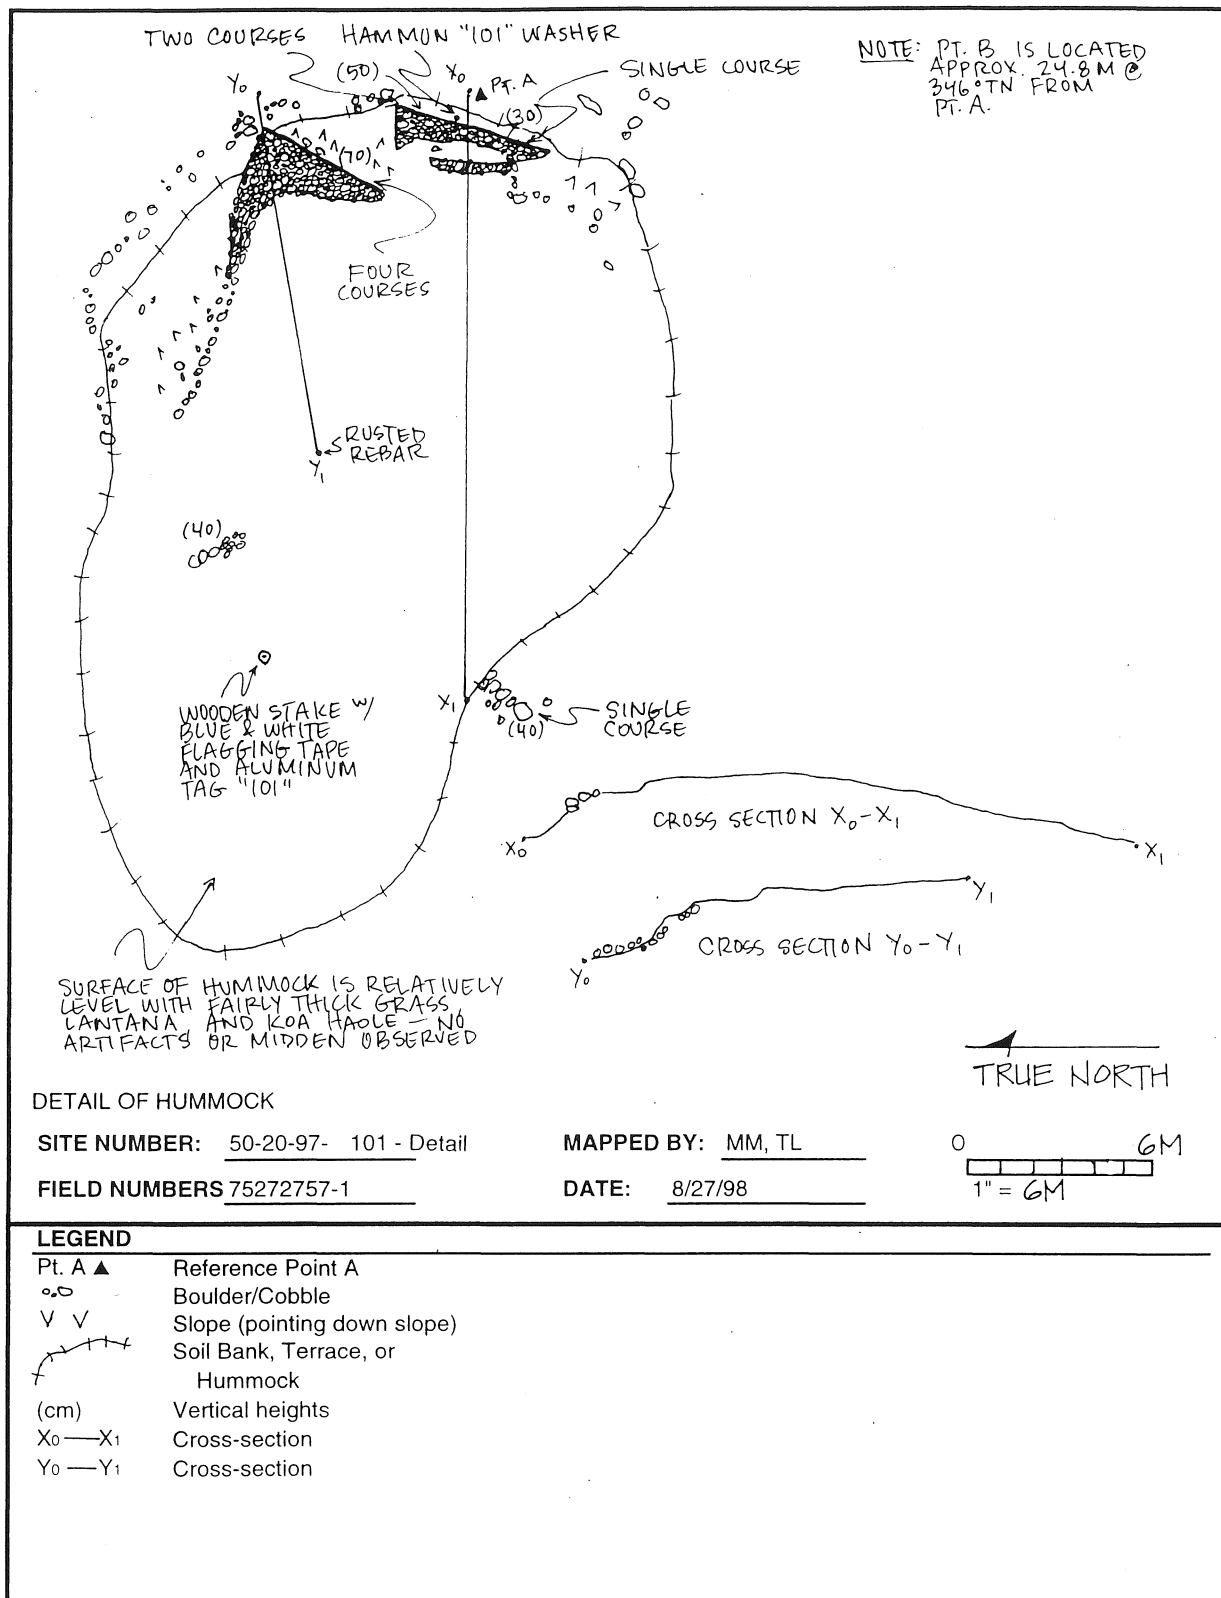 TWO COURSES HAMMON "101" WASHER
NOTE: PT. B IS LOCATED
APPROX. 24.8 M @
346° TN FROM
PT. A.
(50)
X0
PT. A
SINGLE COURSE
Y0
(30)
(70)
FOUR
COURSES
RUSTED
REBAR
Y1
(40)
WOODEN STAKE W/
BLUE & WHITE
FLAGGING TAPE
AND ALUMINUM
TAG "101"
X1
SINGLE
COURSE
(40)
CROSS SECTION X0-X1
X0
X1
Y1
CROSS SECTION Y0-Y1
Y0
SURFACE OF HUMMOCK IS RELATIVELY
LEVEL WITH FAIRLY THICK GRASS,
LANTANA, AND KOA HAOLE - NO
ARTIFACTS OR MIDDEN OBSERVED
TRUE NORTH
DETAIL OF HUMMOCK
SITE NUMBER: 50-20-97- 101 - Detail
MAPPED BY: MM, TL
0 6M
1" = 6M
FIELD NUMBERS 75272757-1
DATE: 8/27/98
LEGEND
Pt. A ▲ Reference Point A
Boulder/Cobble
V V Slope (pointing down slope)
Soil Bank, Terrace, or
Hummock
(cm) Vertical heights
X0 — X1 Cross-section
Y0 — Y1 Cross-section